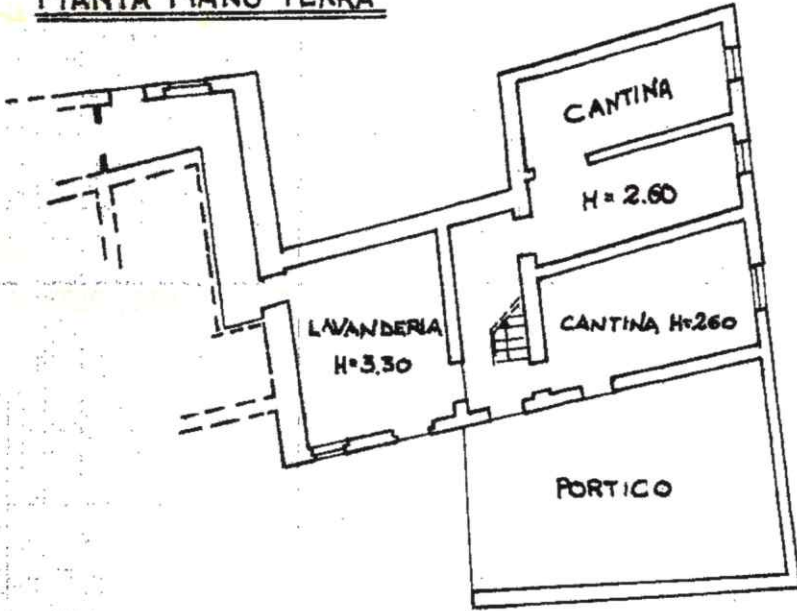 PIANTA PIANO TERRA
CANTINA
H = 2.60
LAVANDERIA
H=3,30
CANTINA H=260
PORTICO